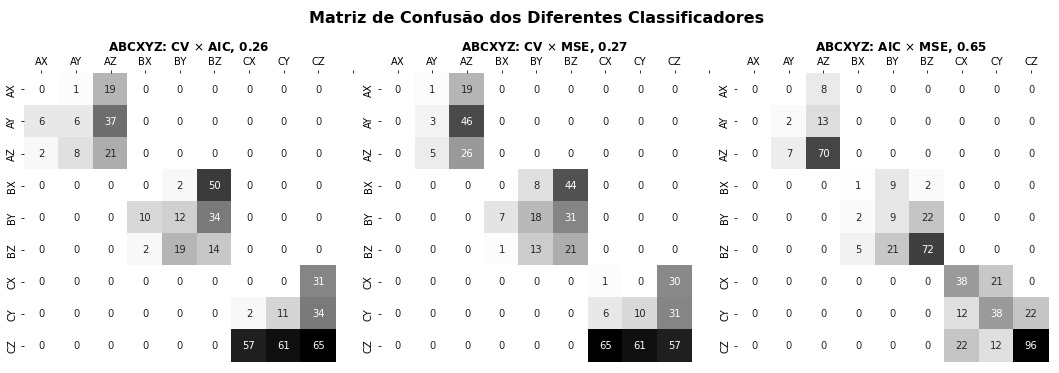 Matriz de Confusão dos Diferentes Classificadores
ABCXYZ: CV × AIC, 0.26
AX AY AZ BX BY BZ CX CY CZ
AX 0 1 19 0 0 0 0 0 0
AY 6 6 37 0 0 0 0 0 0
AZ 2 8 21 0 0 0 0 0 0
BX 0 0 0 0 2 50 0 0 0
BY 0 0 0 10 12 34 0 0 0
BZ 0 0 0 2 19 14 0 0 0
CX 0 0 0 0 0 0 0 0 31
CY 0 0 0 0 0 0 2 11 34
CZ 0 0 0 0 0 0 57 61 65
ABCXYZ: CV × MSE, 0.27
AX AY AZ BX BY BZ CX CY CZ
AX 0 1 19 0 0 0 0 0 0
AY 0 3 46 0 0 0 0 0 0
AZ 0 5 26 0 0 0 0 0 0
BX 0 0 0 0 8 44 0 0 0
BY 0 0 0 7 18 31 0 0 0
BZ 0 0 0 1 13 21 0 0 0
CX 0 0 0 0 0 0 1 0 30
CY 0 0 0 0 0 0 6 10 31
CZ 0 0 0 0 0 0 65 61 57
ABCXYZ: AIC × MSE, 0.65
AX AY AZ BX BY BZ CX CY CZ
AX 0 0 8 0 0 0 0 0 0
AY 0 2 13 0 0 0 0 0 0
AZ 0 7 70 0 0 0 0 0 0
BX 0 0 0 1 9 2 0 0 0
BY 0 0 0 2 9 22 0 0 0
BZ 0 0 0 5 21 72 0 0 0
CX 0 0 0 0 0 0 38 21 0
CY 0 0 0 0 0 0 12 38 22
CZ 0 0 0 0 0 0 22 12 96